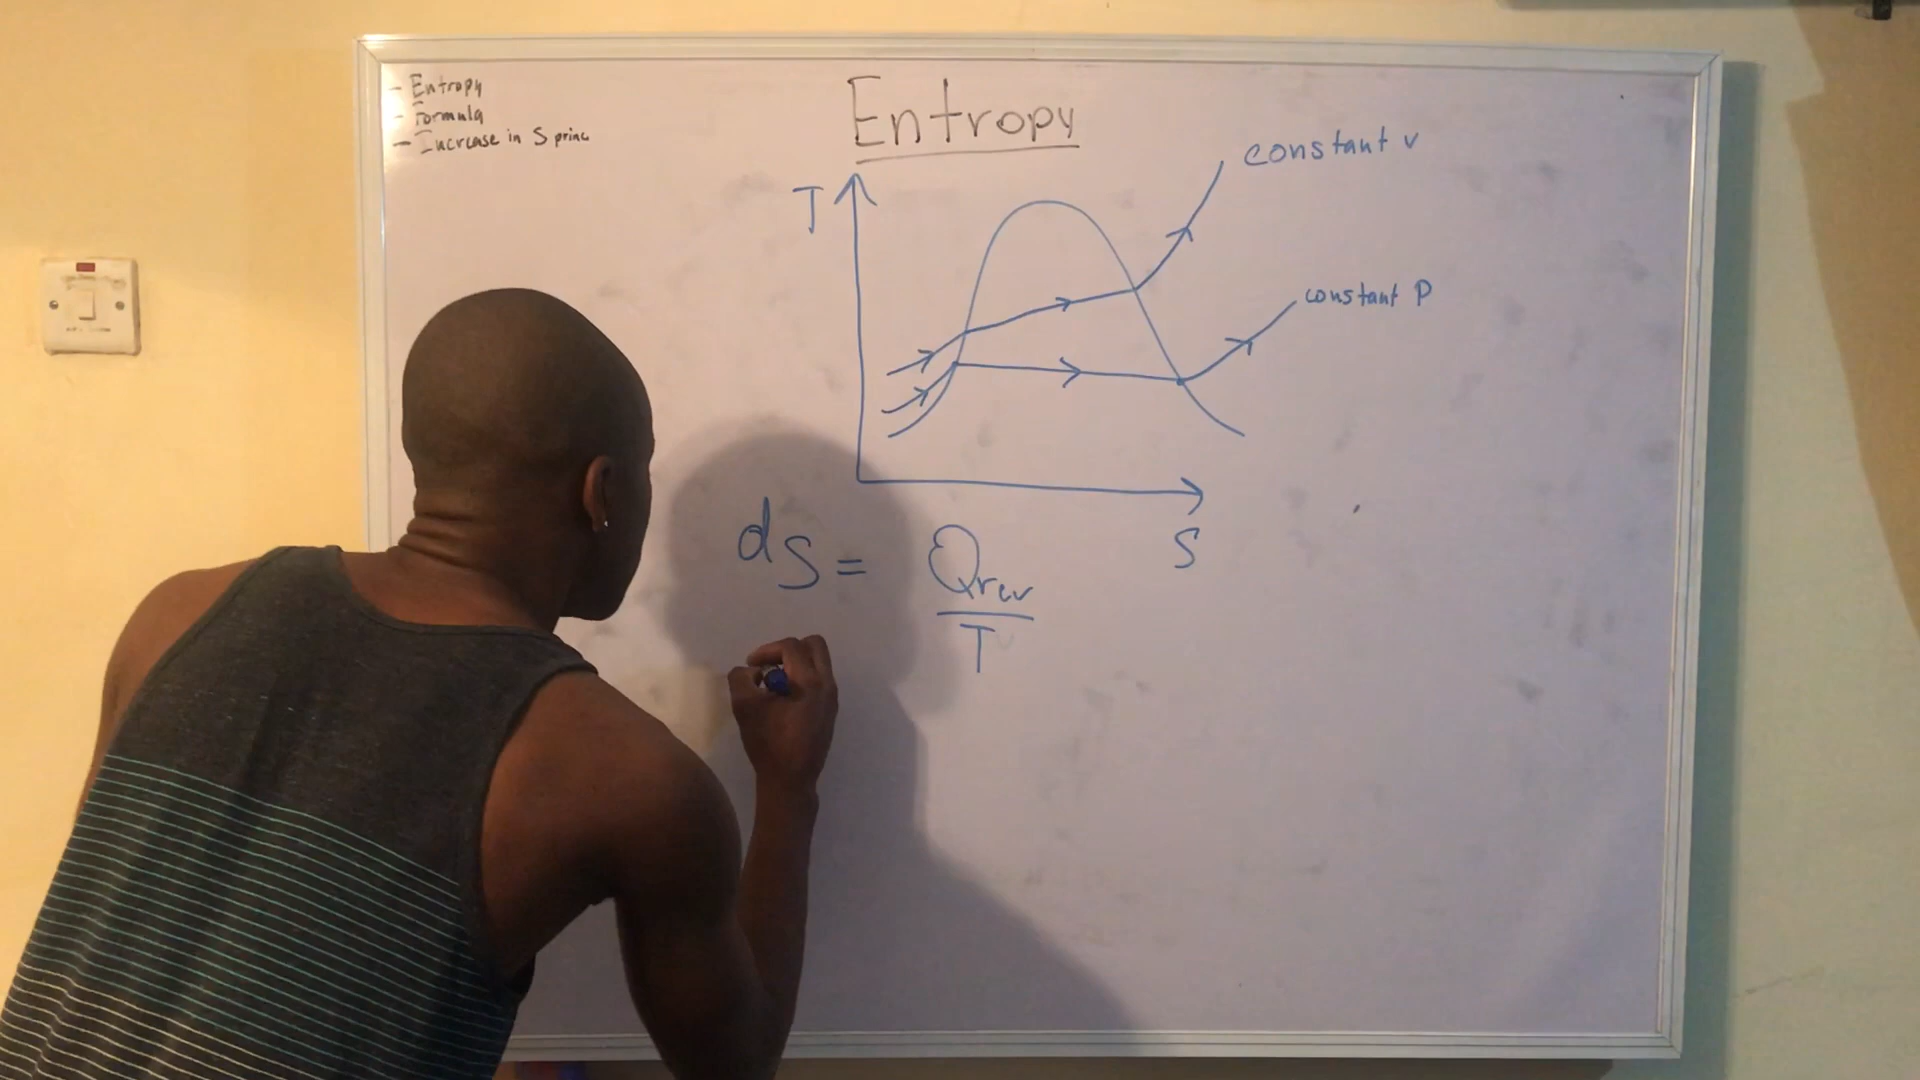 - Entropy
- Formula
- Increase in S princ
Entropy
constant v
T
constant P
S
dS = Qrev
T